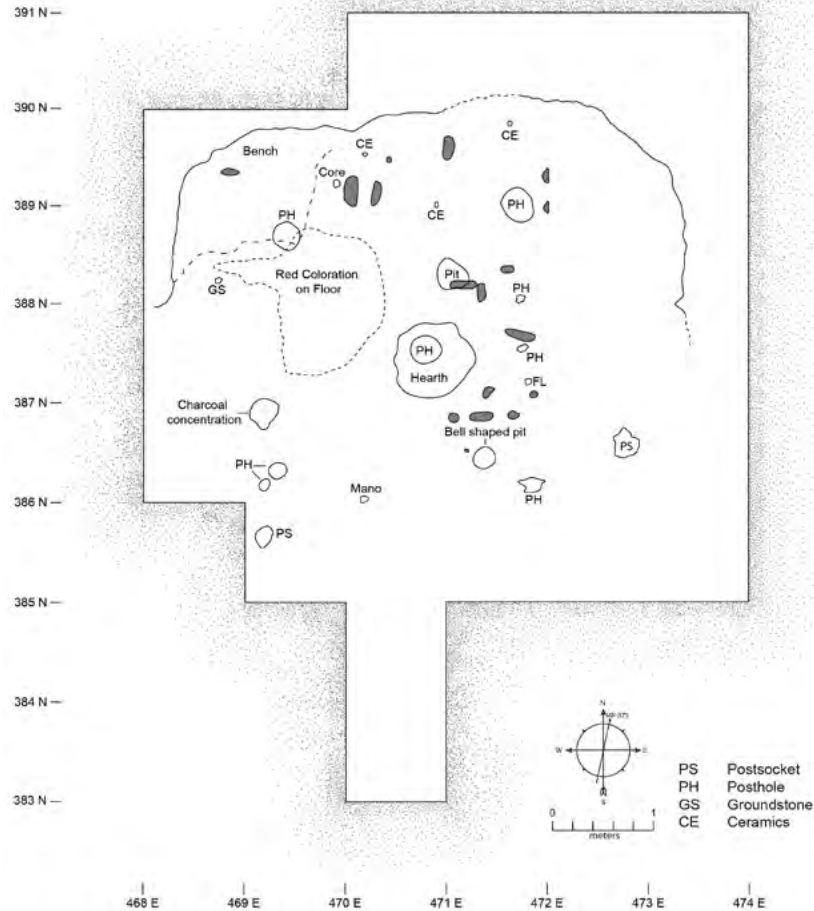 391 N
390 N
CE
CE
Bench
Core
389 N
CE
PH
PH
Pit
Red Coloration
on Floor
GS
PH
388 N
PH
PH
Hearth
FL
387 N
Charcoal
concentration
Bell shaped pit
PS
PH
Mano
PH
386 N
PS
385 N
384 N
N
W
E
S
383 N
0
1
meters
PS Postsocket
PH Posthole
GS Groundstone
CE Ceramics
468 E
469 E
470 E
471 E
472 E
473 E
474 E